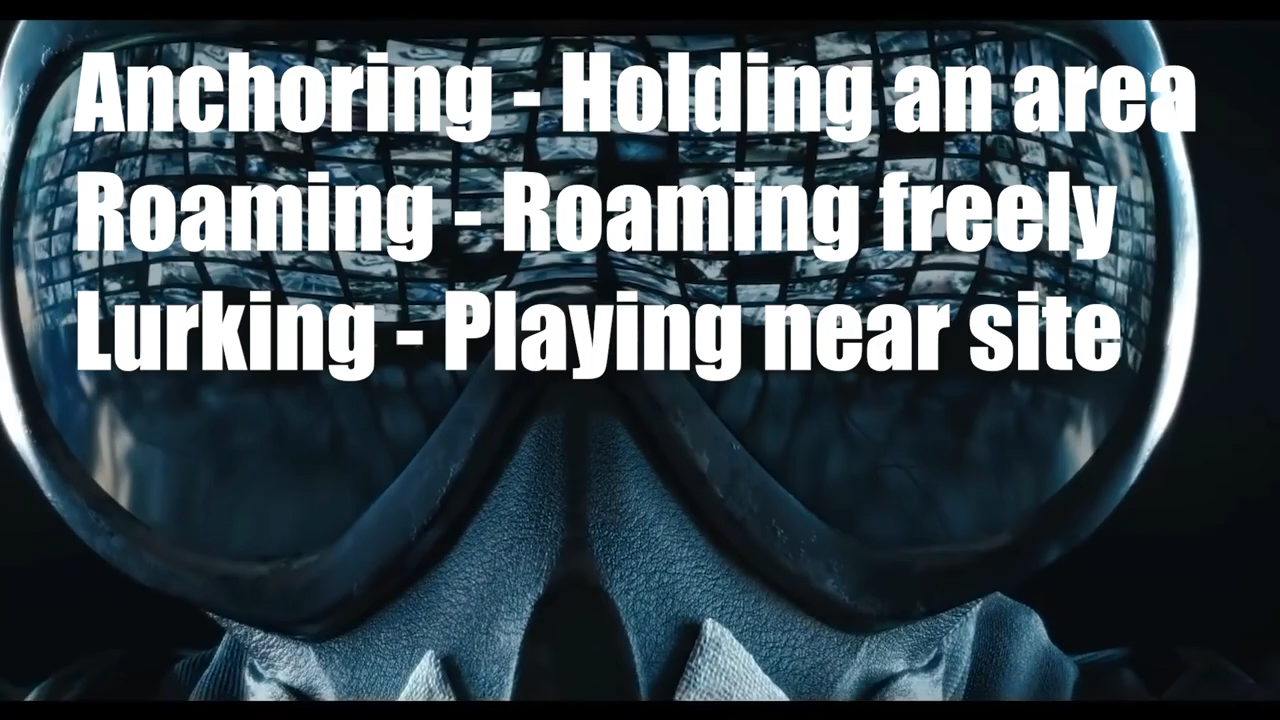 Anchoring - Holding an area
Roaming - Roaming freely
Lurking - Playing near site